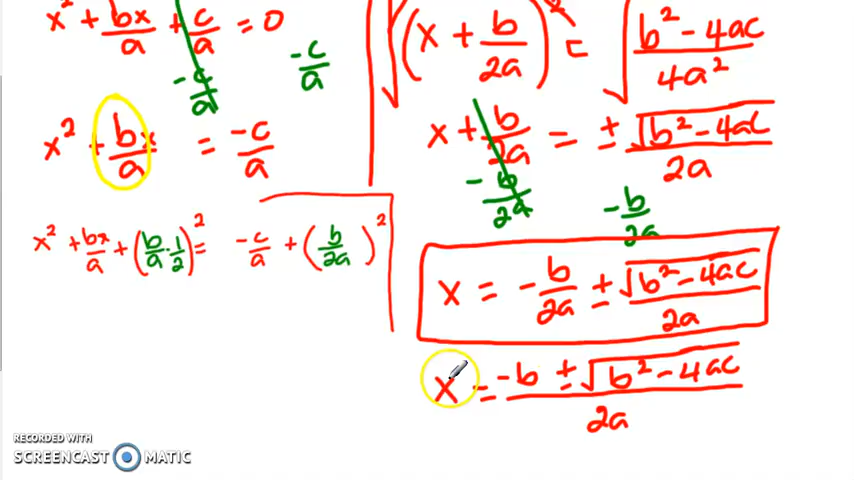 x² + bx/a + c/a = 0
-c/a -c/a
x² + bx/a = -c/a
x² + bx/a + (b/a · 1/2)² = -c/a + (b/2a)²
√(x + b/2a)² = √(b² - 4ac)/(4a²)
x + b/2a = ± √(b² - 4ac)/2a
-b/2a -b/2a
x = -b/2a ± √(b² - 4ac)/2a
x = (-b ± √(b² - 4ac))/2a
RECORDED WITH
SCREENCAST MATIC